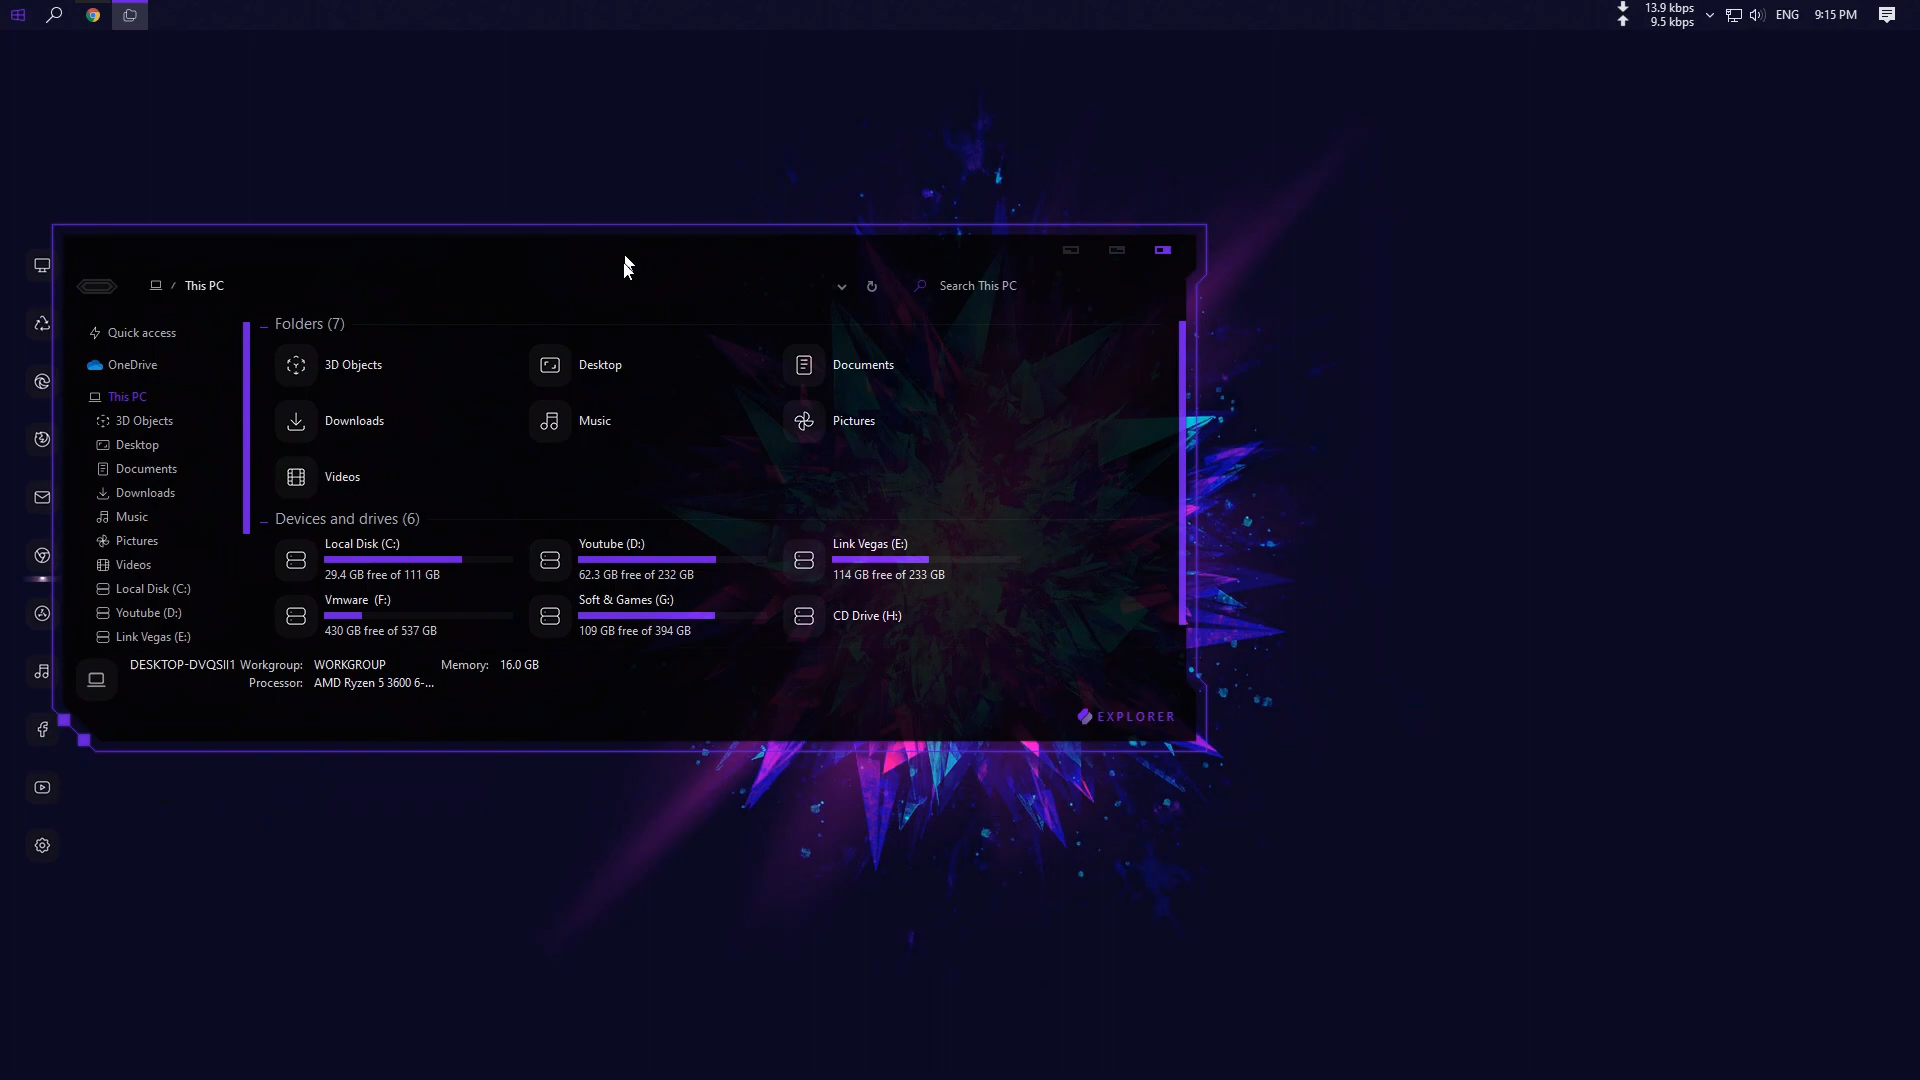 13.9 kbps
9.5 kbps
ENG
9:15 PM
This PC
Search This PC
Quick access
OneDrive
This PC
3D Objects
Desktop
Documents
Downloads
Music
Pictures
Videos
Local Disk (C:)
Youtube (D:)
Link Vegas (E:)
Folders (7)
3D Objects
Desktop
Documents
Downloads
Music
Pictures
Videos
Devices and drives (6)
Local Disk (C:)
29.4 GB free of 111 GB
Youtube (D:)
62.3 GB free of 232 GB
Link Vegas (E:)
114 GB free of 233 GB
Vmware (F:)
430 GB free of 537 GB
Soft & Games (G:)
109 GB free of 394 GB
CD Drive (H:)
DESKTOP-DVQSII1 Workgroup: WORKGROUP Memory: 16.0 GB
Processor: AMD Ryzen 5 3600 6-...
EXPLORER